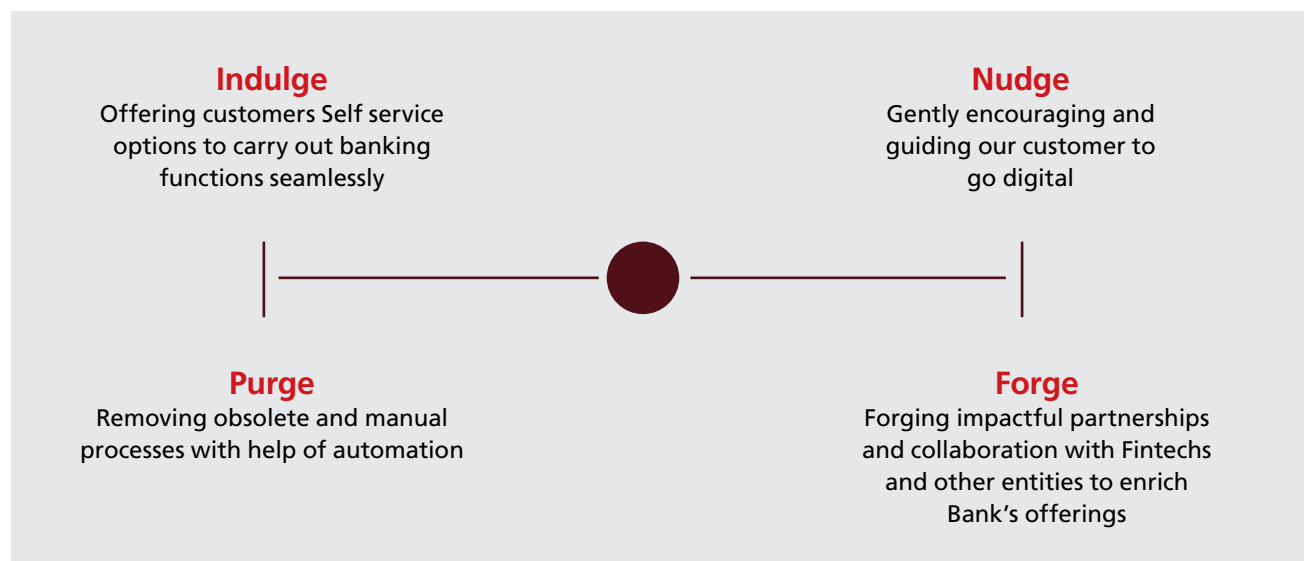 Indulge
Offering customers Self service
options to carry out banking
functions seamlessly
Nudge
Gently encouraging and
guiding our customer to
go digital
Purge
Removing obsolete and manual
processes with help of automation
Forge
Forging impactful partnerships
and collaboration with Fintechs
and other entities to enrich
Bank’s offerings